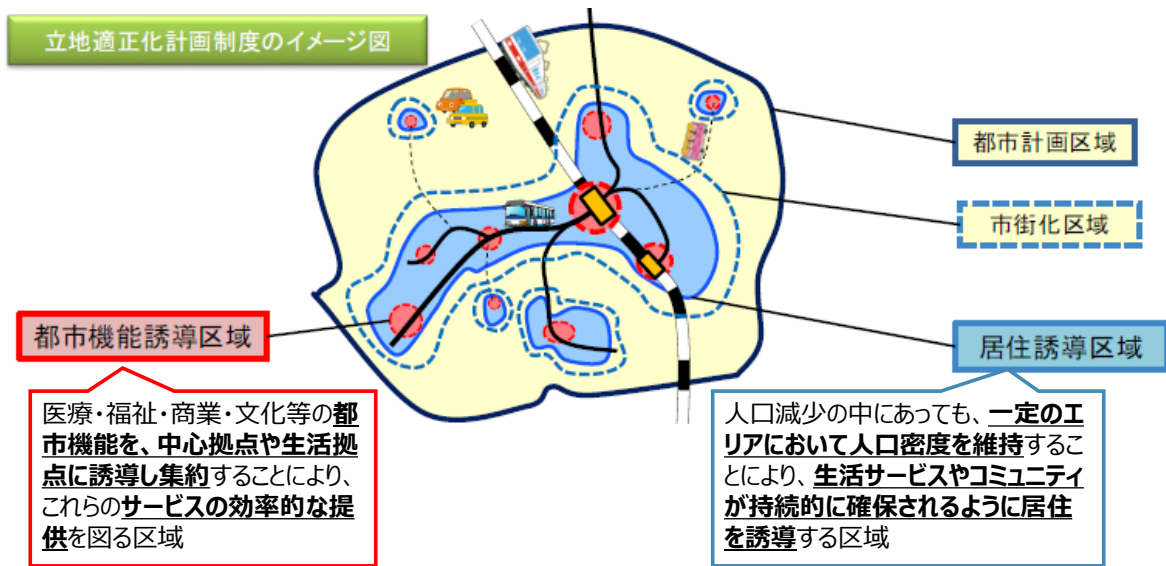 立地適正化計画制度のイメージ図
都市計画区域
市街化区域
都市機能誘導区域
居住誘導区域
医療・福祉・商業・文化等の都
市機能を、中心拠点や生活拠
点に誘導し集約することにより、
これらのサービスの効率的な提
供を図る区域
人口減少の中にあっても、一定のエ
リアにおいて人口密度を維持するこ
とにより、生活サービスやコミュニティ
が持続的に確保されるように居住
を誘導する区域